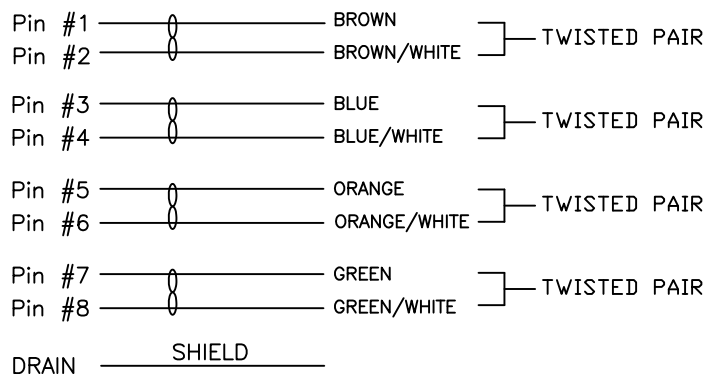 Pin #1 BROWN
TWISTED PAIR
Pin #2 BROWN/WHITE
Pin #3 BLUE
TWISTED PAIR
Pin #4 BLUE/WHITE
Pin #5 ORANGE
TWISTED PAIR
Pin #6 ORANGE/WHITE
Pin #7 GREEN
TWISTED PAIR
Pin #8 GREEN/WHITE
SHIELD
DRAIN